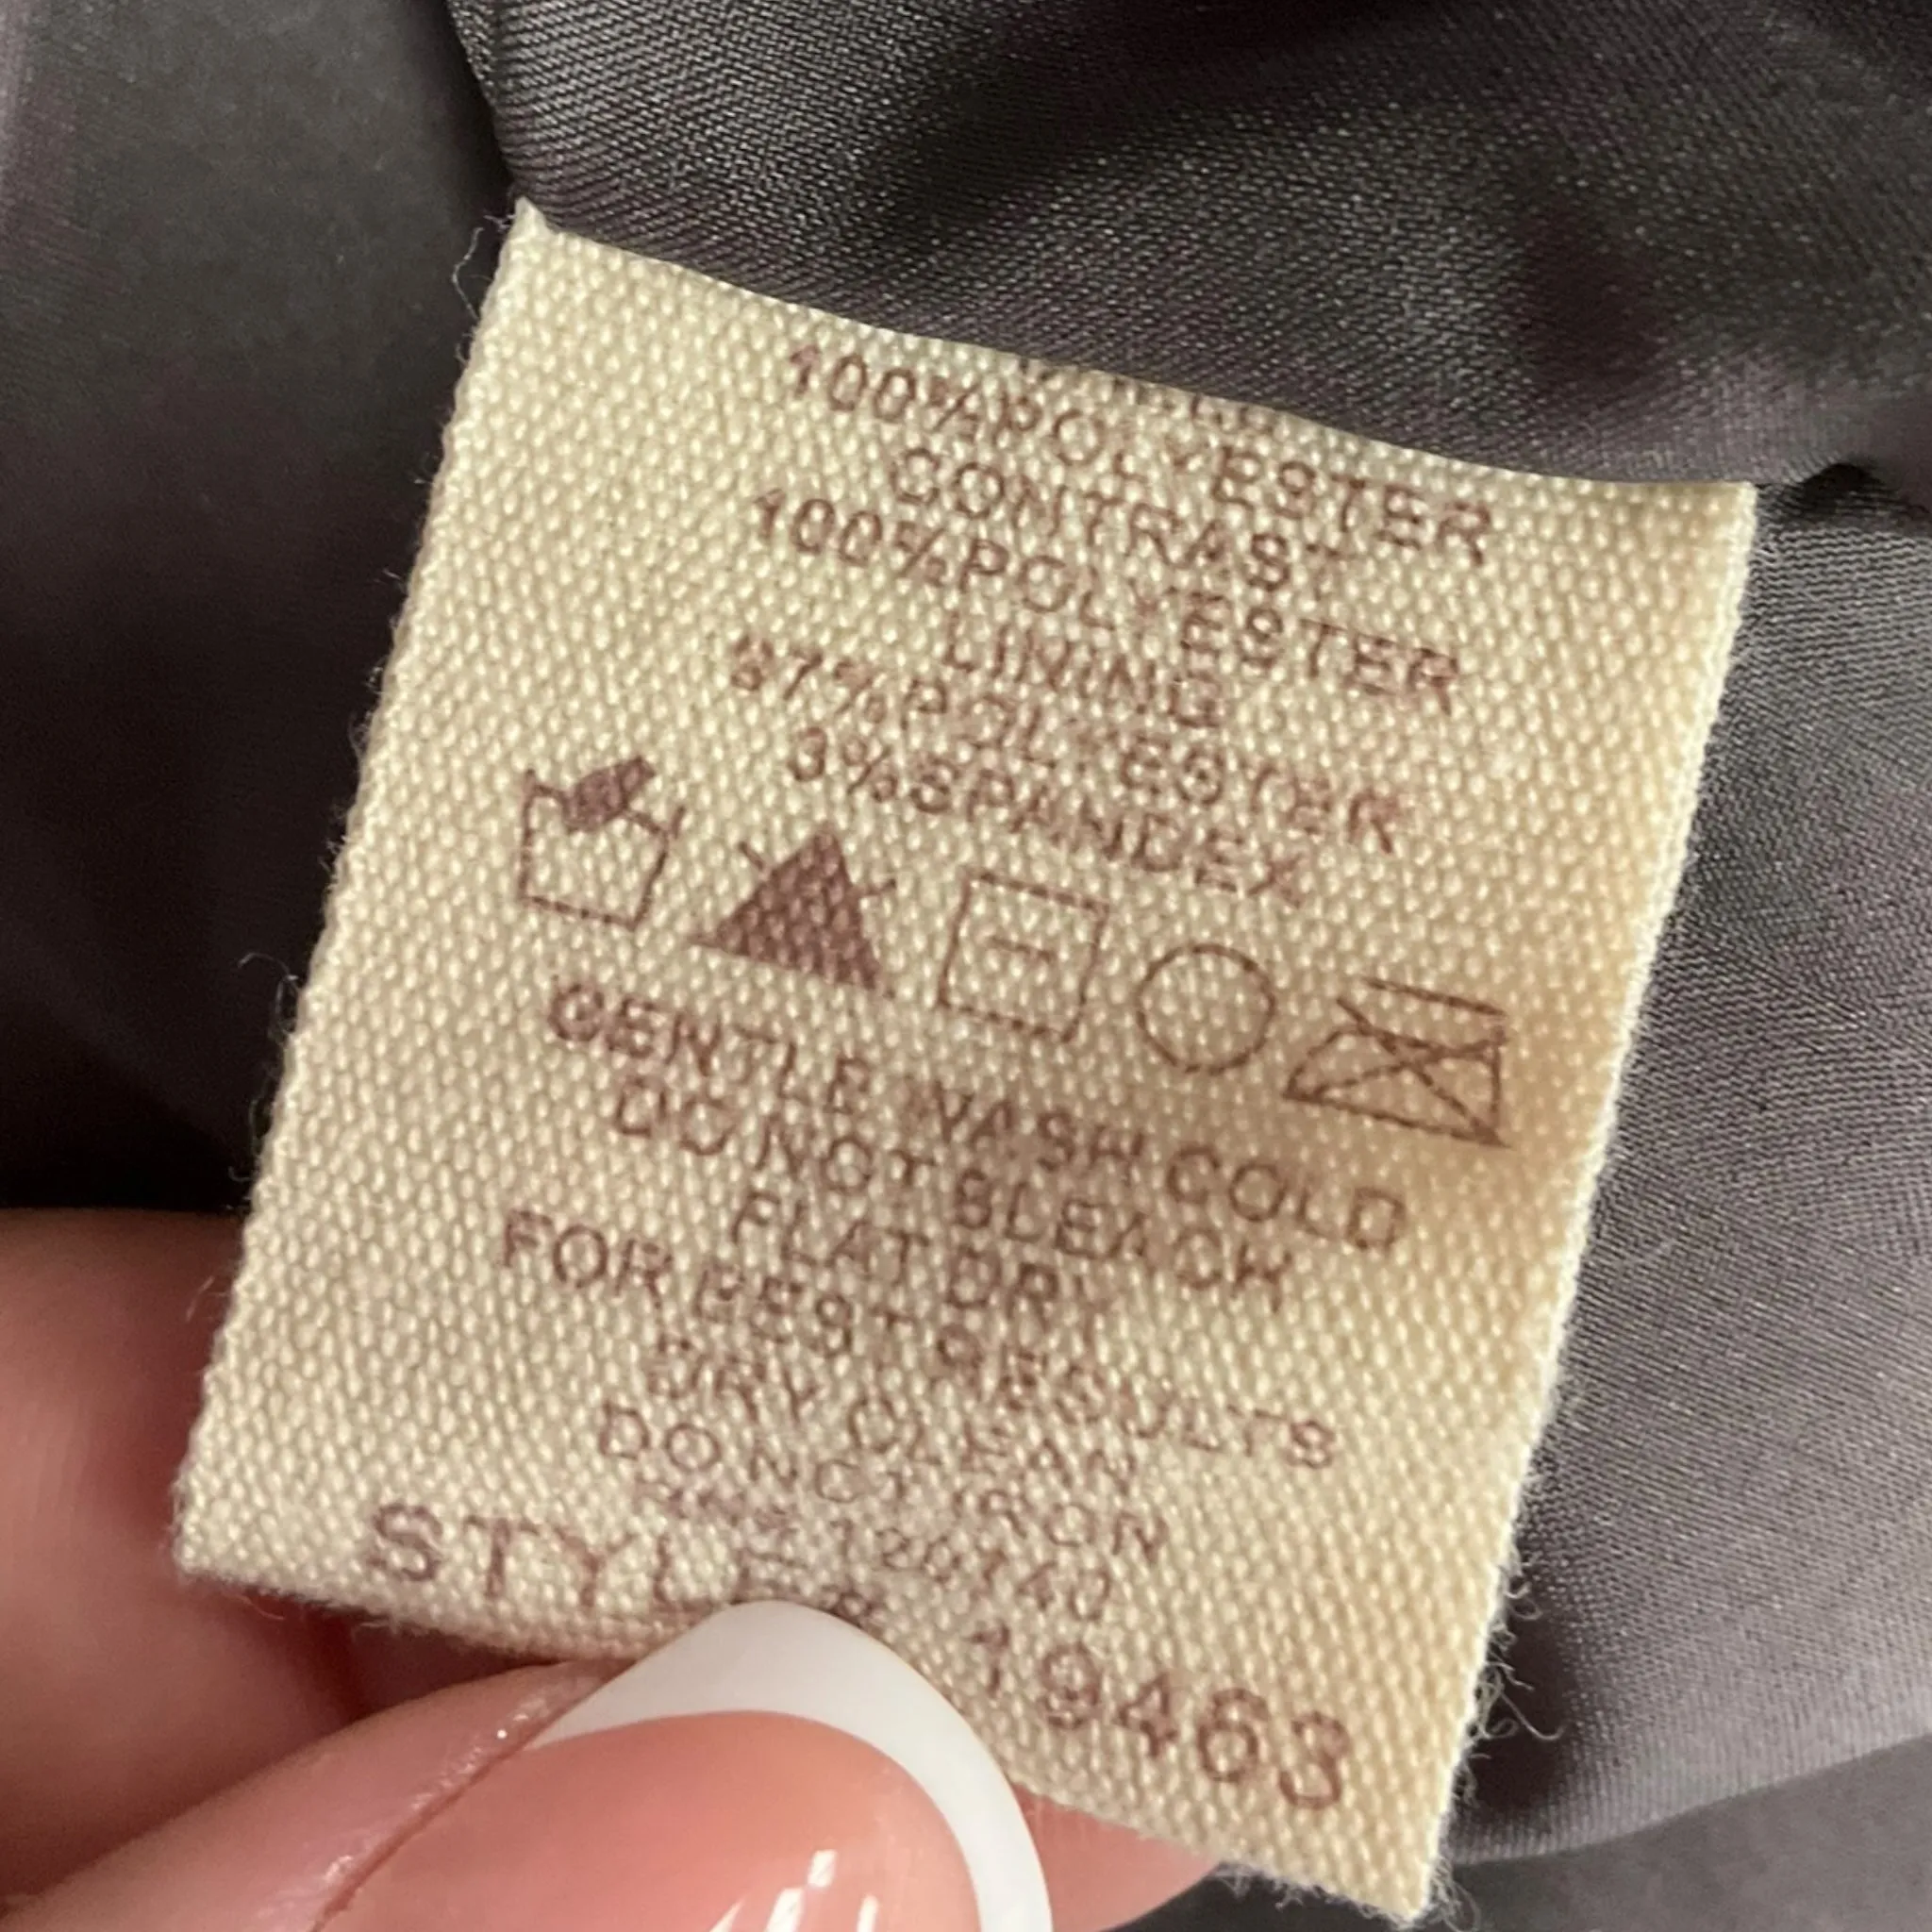 100%POLYESTER
CONTRAST
100%POLYESTER
LINING
97%POLYESTER
3%SPANDEX
GENTLE WASH COLD
DO NOT BLEACH
FLAT DRY
FOR BEST RESULTS
DRY CLEAN
DO NOT IRON
STYLE# 19463